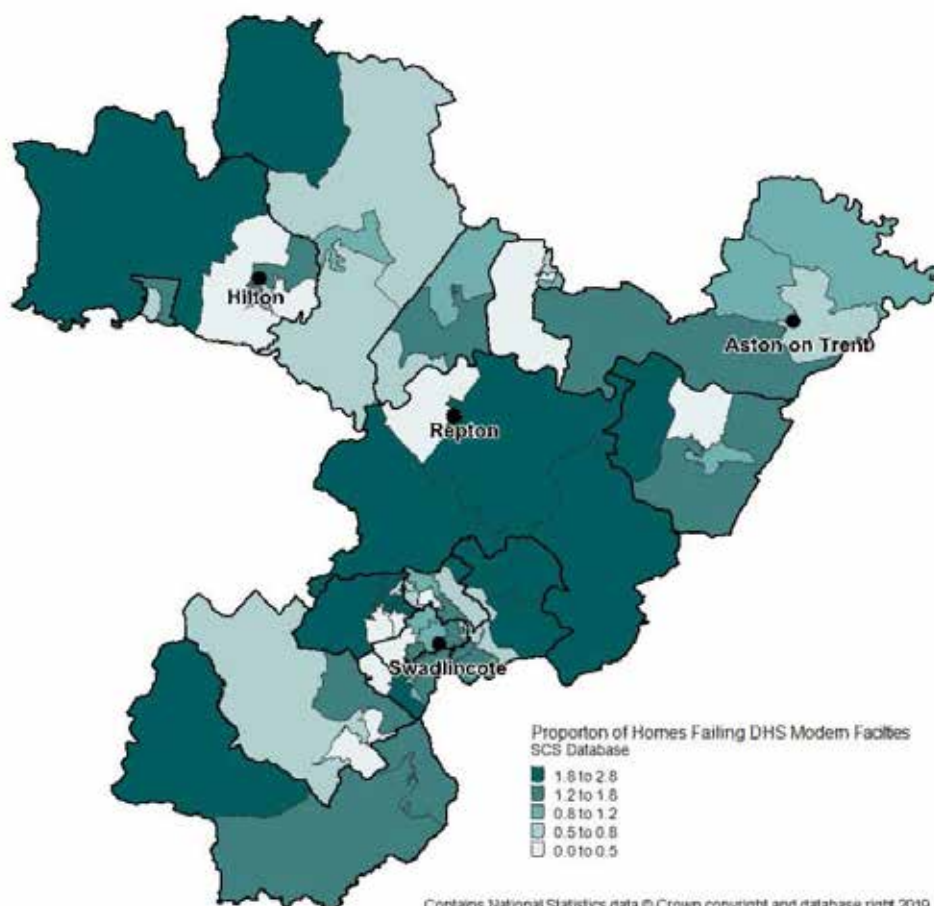 Hilton
Aston on Trent
Repton
Swadlincote
Proporton of Homes Failing DHS Modern Facilties
SCS Database
1.8 to 2.8
1.2 to 1.8
0.8 to 1.2
0.5 to 0.8
0.0 to 0.5
Contains National Statistics data © Crown copyright and database right 2019